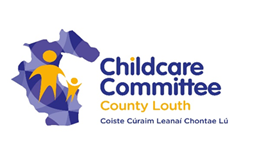 Childcare
Committee
County Louth
Coiste Cúraim Leanaí Chontae Lú